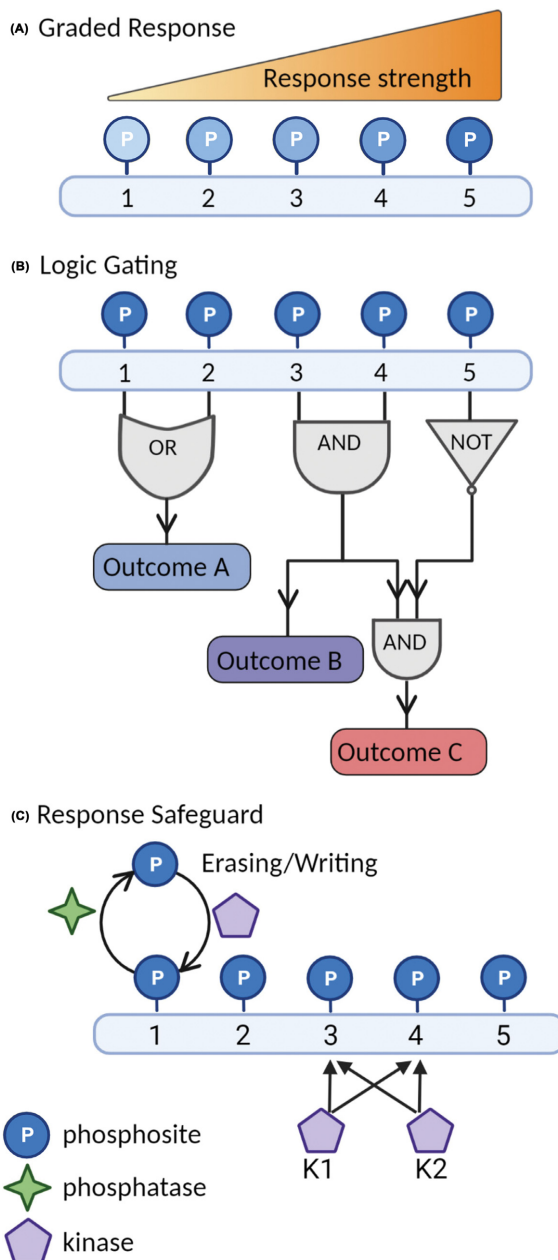 (A) Graded Response
Response strength
P P P P P
1 2 3 4 5
(B) Logic Gating
P P P P P
1 2 3 4 5
OR AND NOT
Outcome A
AND
Outcome B
Outcome C
(C) Response Safeguard
P Erasing/Writing
P P P P P
1 2 3 4 5
K1 K2
P phosphosite
phosphatase
kinase